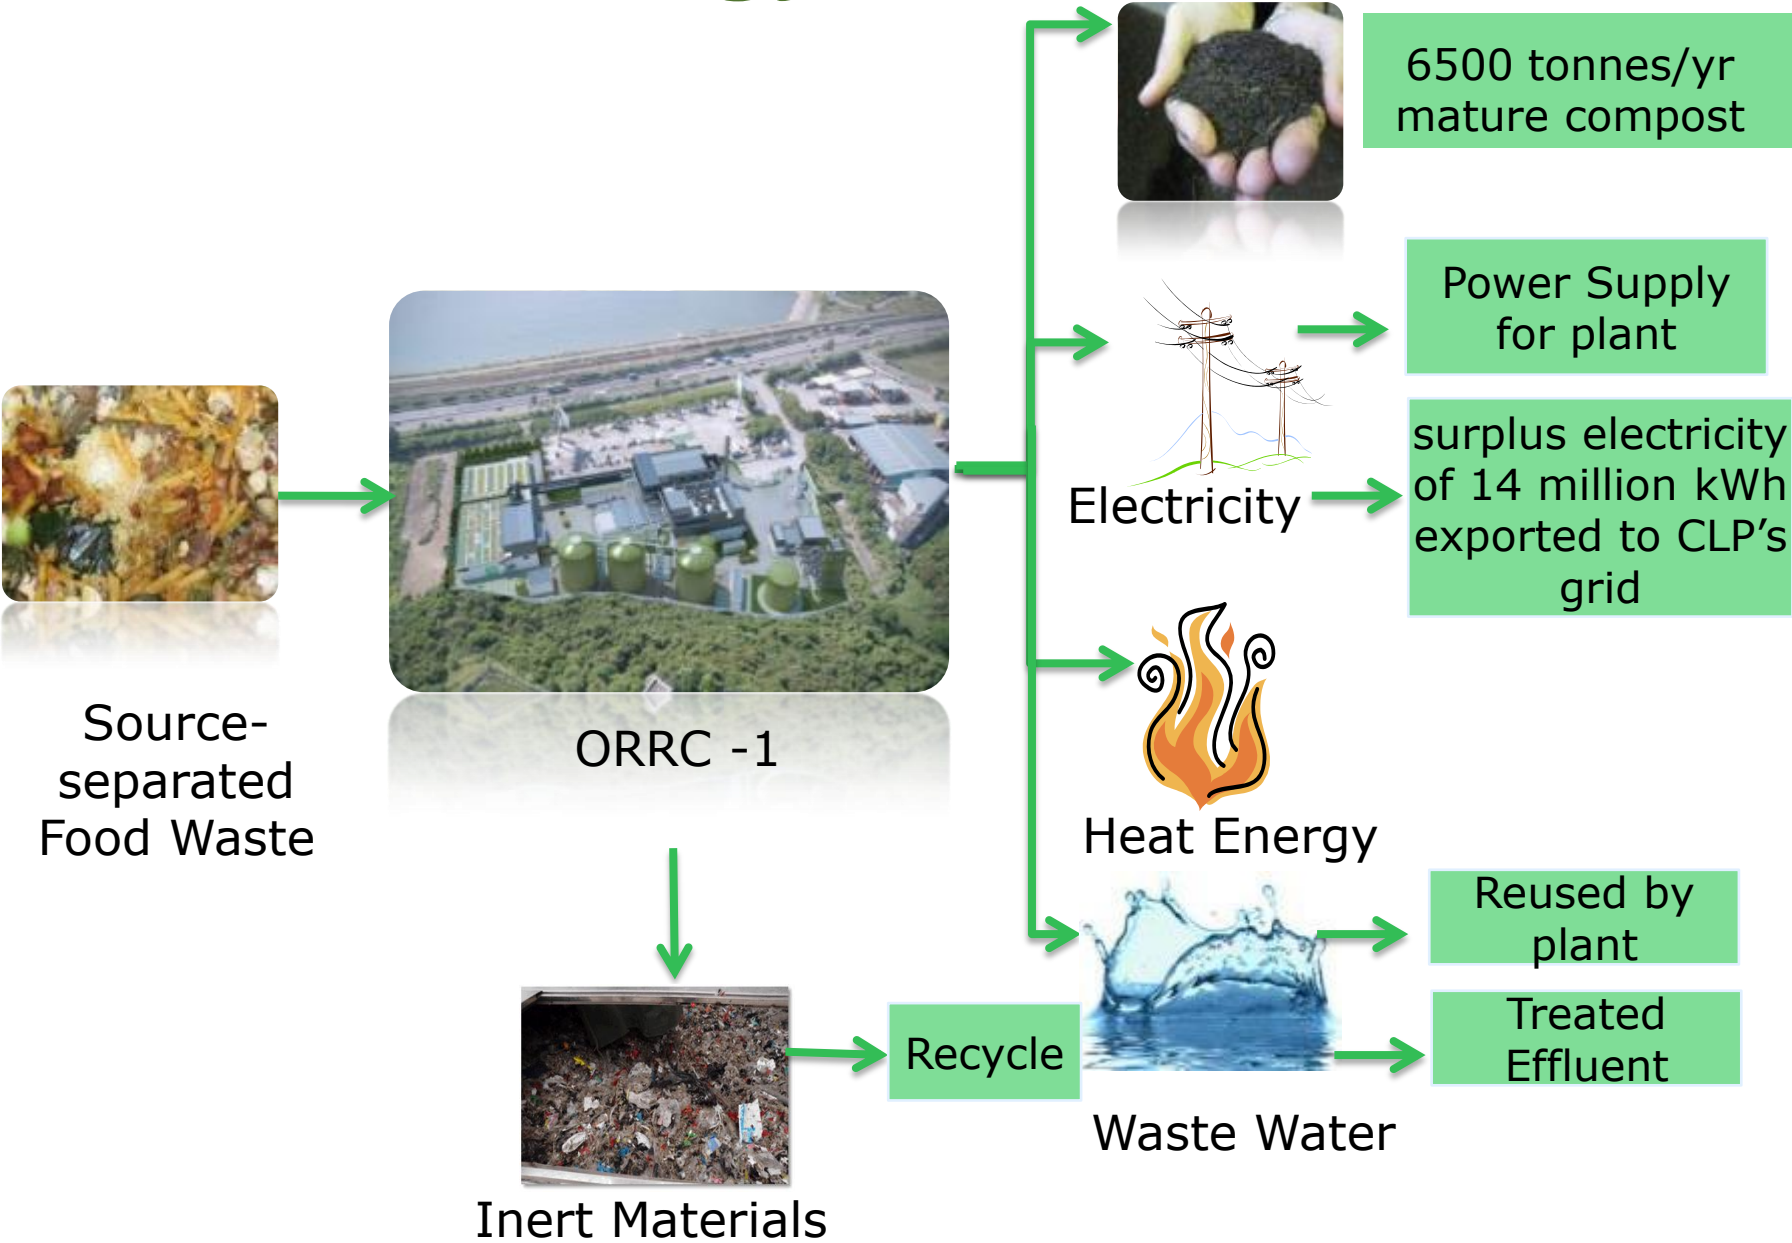 6500 tonnes/yr
mature compost
Power Supply
for plant
Electricity
surplus electricity
of 14 million kWh
exported to CLP’s
grid
Source-
separated
Food Waste
ORRC -1
Heat Energy
Reused by
plant
Recycle
Treated
Effluent
Waste Water
Inert Materials